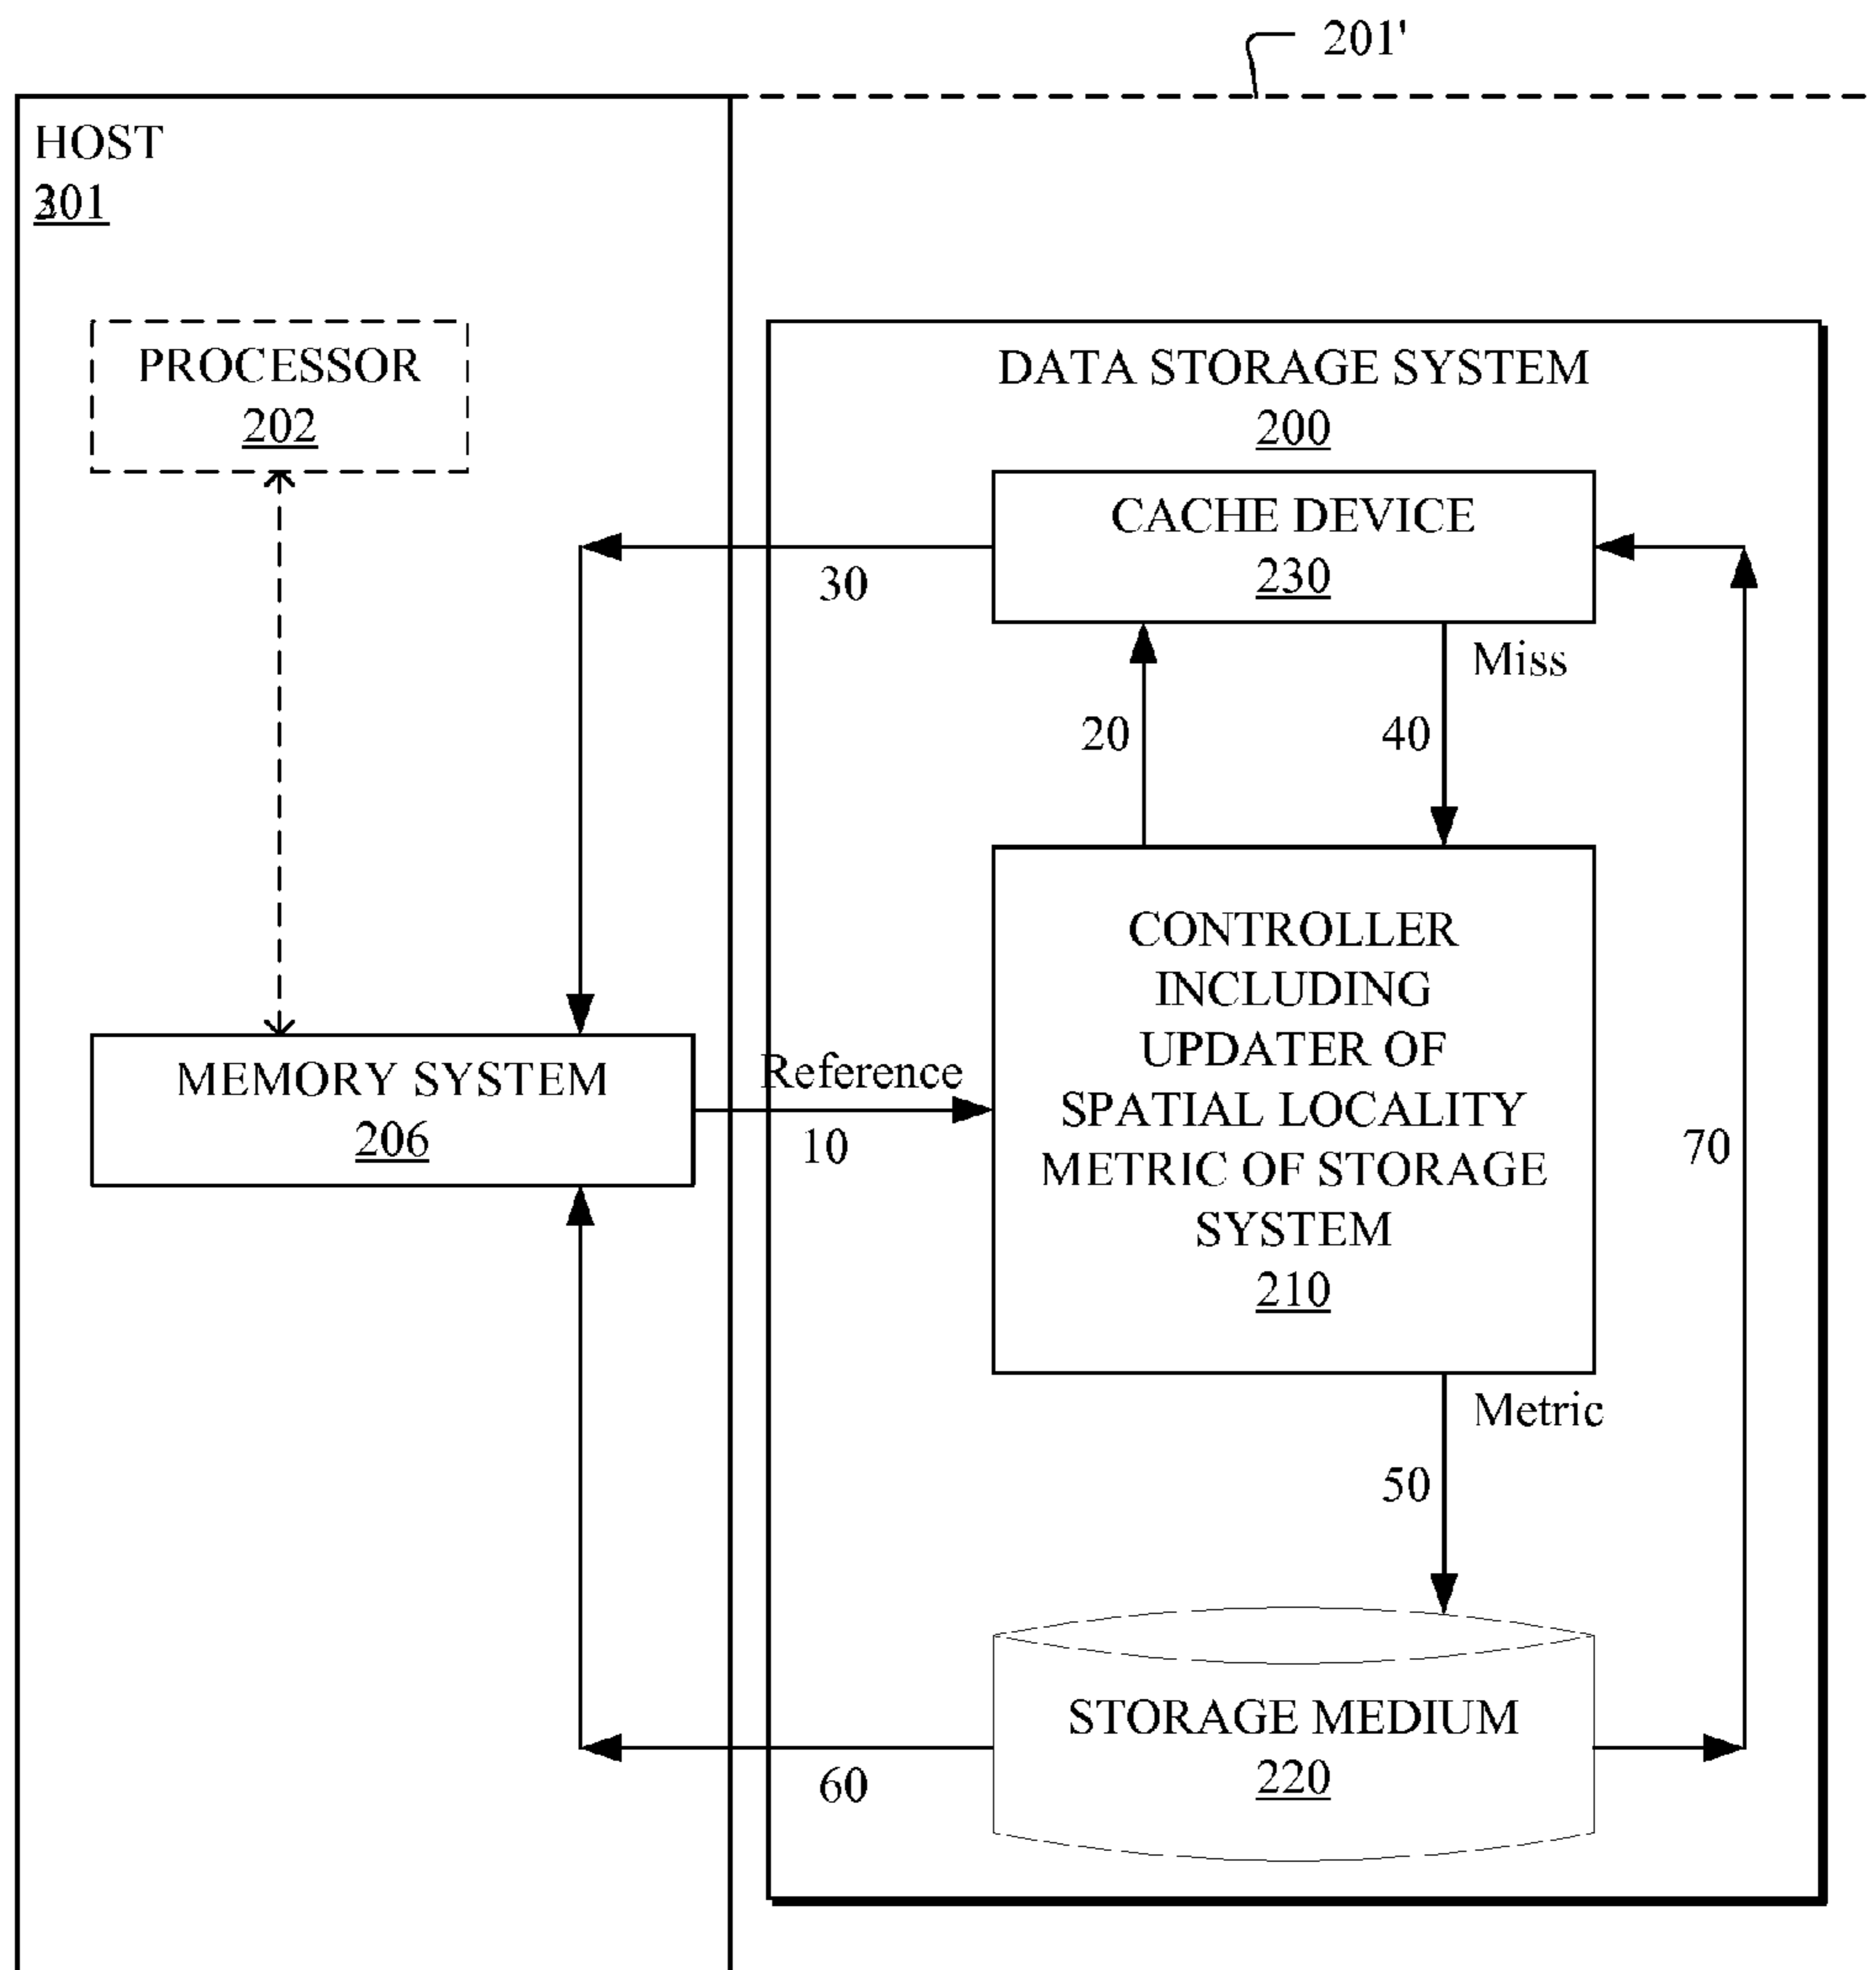 201'
HOST
201
PROCESSOR
202
DATA STORAGE SYSTEM
200
CACHE DEVICE
230
30
Miss
20
40
CONTROLLER
INCLUDING
UPDATER OF
SPATIAL LOCALITY
METRIC OF STORAGE
SYSTEM
210
MEMORY SYSTEM
206
Reference
10
70
Metric
50
STORAGE MEDIUM
220
60